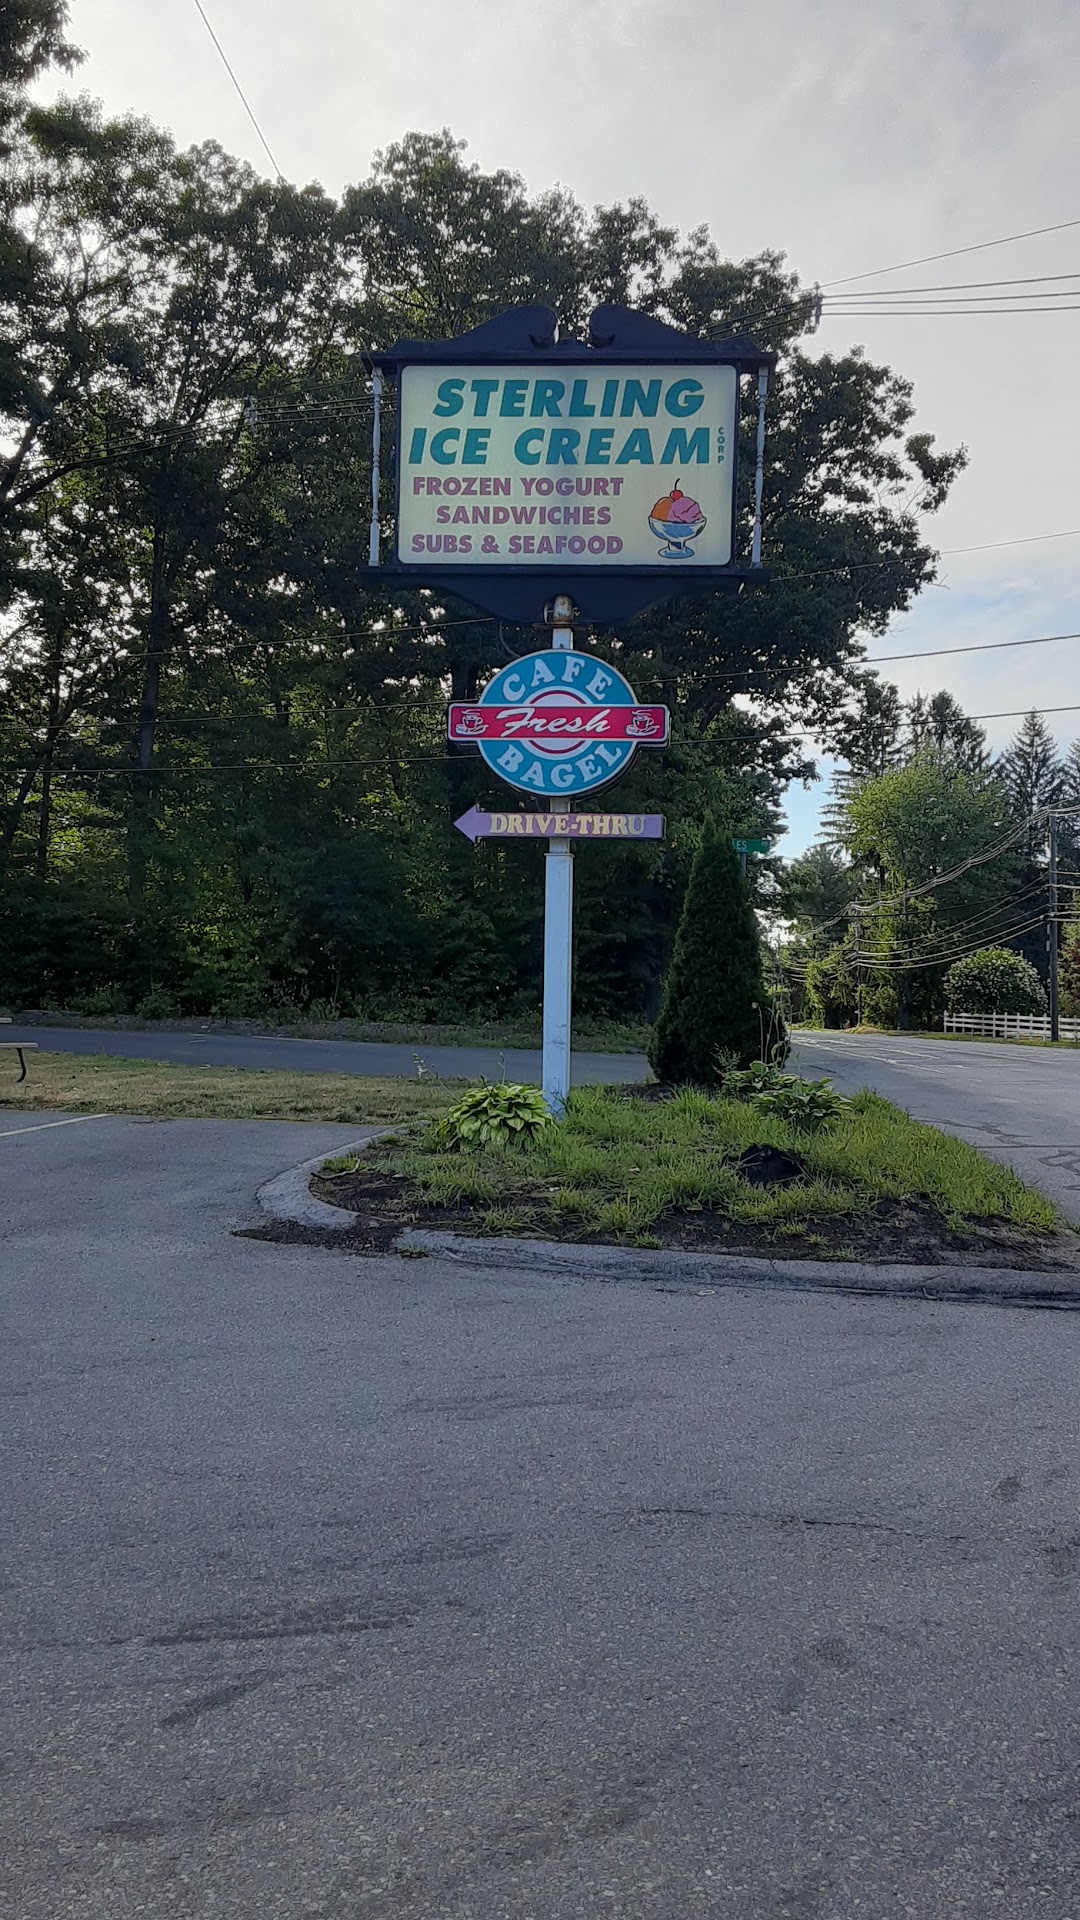 STERLING
ICE CREAM CORP
FROZEN YOGURT
SANDWICHES
SUBS & SEAFOOD
CAFE
Fresh
BAGEL
DRIVE-THRU